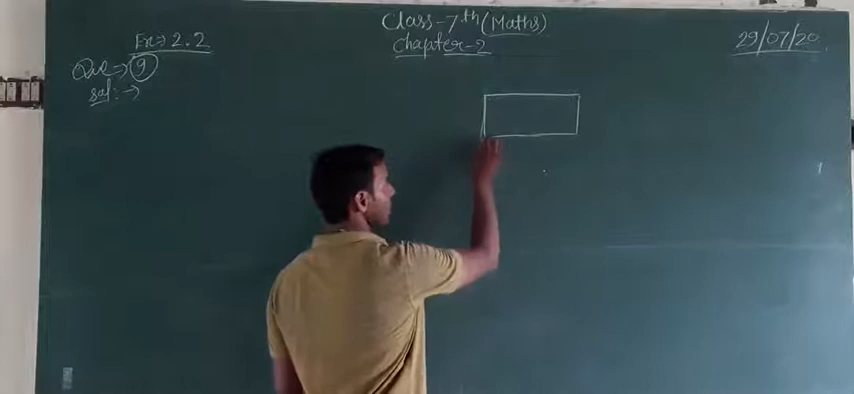 Class-7th (Maths)
Chapter-2
29/07/20
Ex:→ 2.2
Que→ 9
sol:→